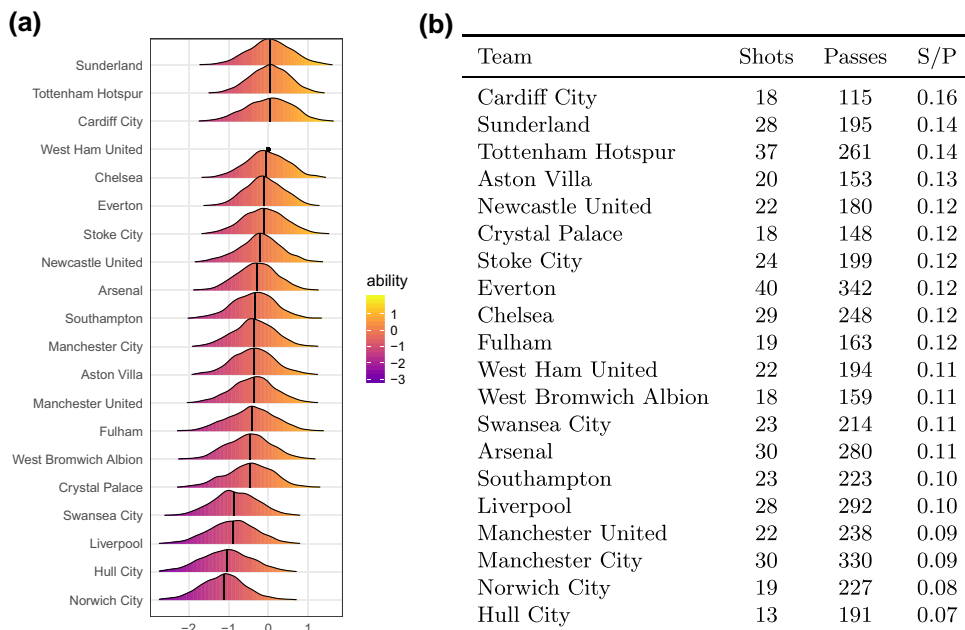 (a)
Sunderland
Tottenham Hotspur
Cardiff City
West Ham United
Chelsea
Everton
Stoke City
Newcastle United
Arsenal
Southampton
Manchester City
Aston Villa
Manchester United
Fulham
West Bromwich Albion
Crystal Palace
Swansea City
Liverpool
Hull City
Norwich City
−2 −1 0 1
ability
1
0
−1
−2
−3
(b)
Team Shots Passes S/P
Cardiff City 18 115 0.16
Sunderland 28 195 0.14
Tottenham Hotspur 37 261 0.14
Aston Villa 20 153 0.13
Newcastle United 22 180 0.12
Crystal Palace 18 148 0.12
Stoke City 24 199 0.12
Everton 40 342 0.12
Chelsea 29 248 0.12
Fulham 19 163 0.12
West Ham United 22 194 0.11
West Bromwich Albion 18 159 0.11
Swansea City 23 214 0.11
Arsenal 30 280 0.11
Southampton 23 223 0.10
Liverpool 28 292 0.10
Manchester United 22 238 0.09
Manchester City 30 330 0.09
Norwich City 19 227 0.08
Hull City 13 191 0.07